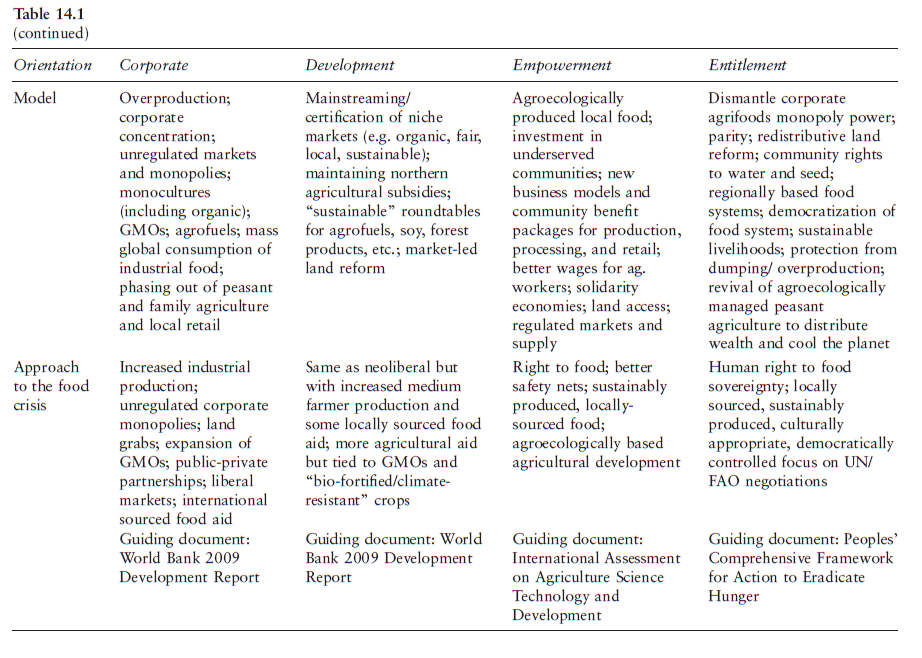 Table 14.1
(continued)
Orientation Corporate Development Empowerment Entitlement
Model
Overproduction;
corporate
concentration;
unregulated markets
and monopolies;
monocultures
(including organic);
GMOs; agrofuels; mass
global consumption of
industrial food;
phasing out of peasant
and family agriculture
and local retail
Mainstreaming/
certification of niche
markets (e.g. organic, fair,
local, sustainable);
maintaining northern
agricultural subsidies;
“sustainable” roundtables
for agrofuels, soy, forest
products, etc.; market-led
land reform
Agroecologically
produced local food;
investment in
underserved
communities; new
business models and
community benefit
packages for production,
processing, and retail;
better wages for ag.
workers; solidarity
economies; land access;
regulated markets and
supply
Dismantle corporate
agrifoods monopoly power;
parity; redistributive land
reform; community rights
to water and seed;
regionally based food
systems; democratization of
food system; sustainable
livelihoods; protection from
dumping/ overproduction;
revival of agroecologically
managed peasant
agriculture to distribute
wealth and cool the planet
Approach
to the food
crisis
Increased industrial
production;
unregulated corporate
monopolies; land
grabs; expansion of
GMOs; public-private
partnerships; liberal
markets; international
sourced food aid
Guiding document:
World Bank 2009
Development Report
Same as neoliberal but
with increased medium
farmer production and
some locally sourced food
aid; more agricultural aid
but tied to GMOs and
“bio-fortified/climate-
resistant” crops
Guiding document: World
Bank 2009 Development
Report
Right to food; better
safety nets; sustainably
produced, locally-
sourced food;
agroecologically based
agricultural development
Guiding document:
International Assessment
on Agriculture Science
Technology and
Development
Human right to food
sovereignty; locally
sourced, sustainably
produced, culturally
appropriate, democratically
controlled focus on UN/
FAO negotiations
Guiding document: Peoples’
Comprehensive Framework
for Action to Eradicate
Hunger